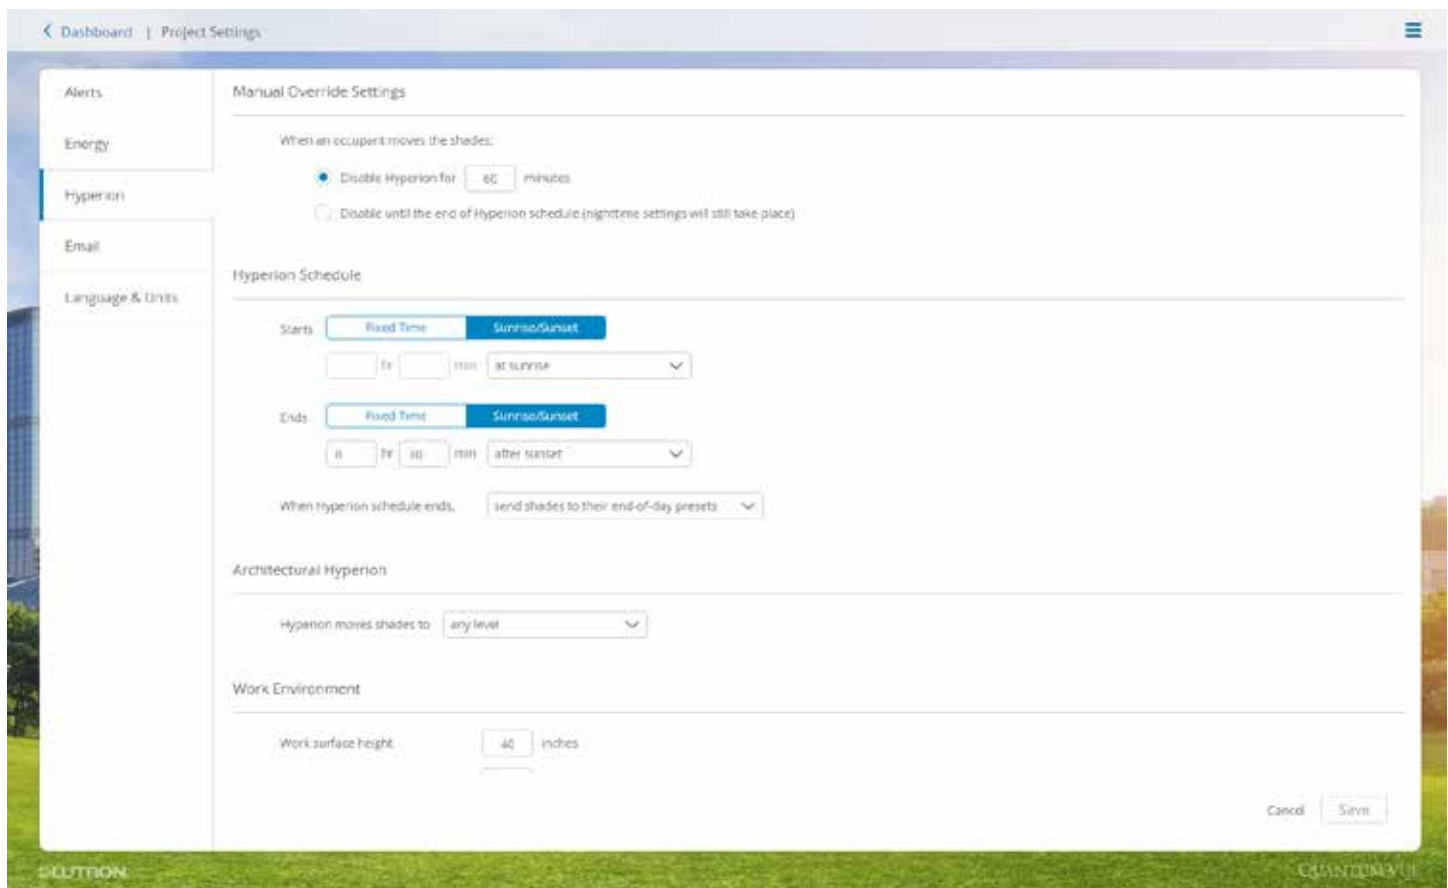 Dashboard | Project Settings
Alerts
Energy
Hyperion
Email
Language & Units
Manual Override Settings
When an occupant moves the shades:
Disable Hyperion for 60 minutes
Disable until the end of Hyperion schedule (nighttime settings will still take place)
Hyperion Schedule
Starts Fixed Time Sunrise/Sunset
hr min at sunrise
Ends Fixed Time Sunrise/Sunset
hr min after sunset
When Hyperion schedule ends, send shades to their end-of-day presets
Architectural Hyperion
Hyperion moves shades to any level
Work Environment
Work surface height 40 inches
Cancel Save
LUTRON QUANTUM VUE